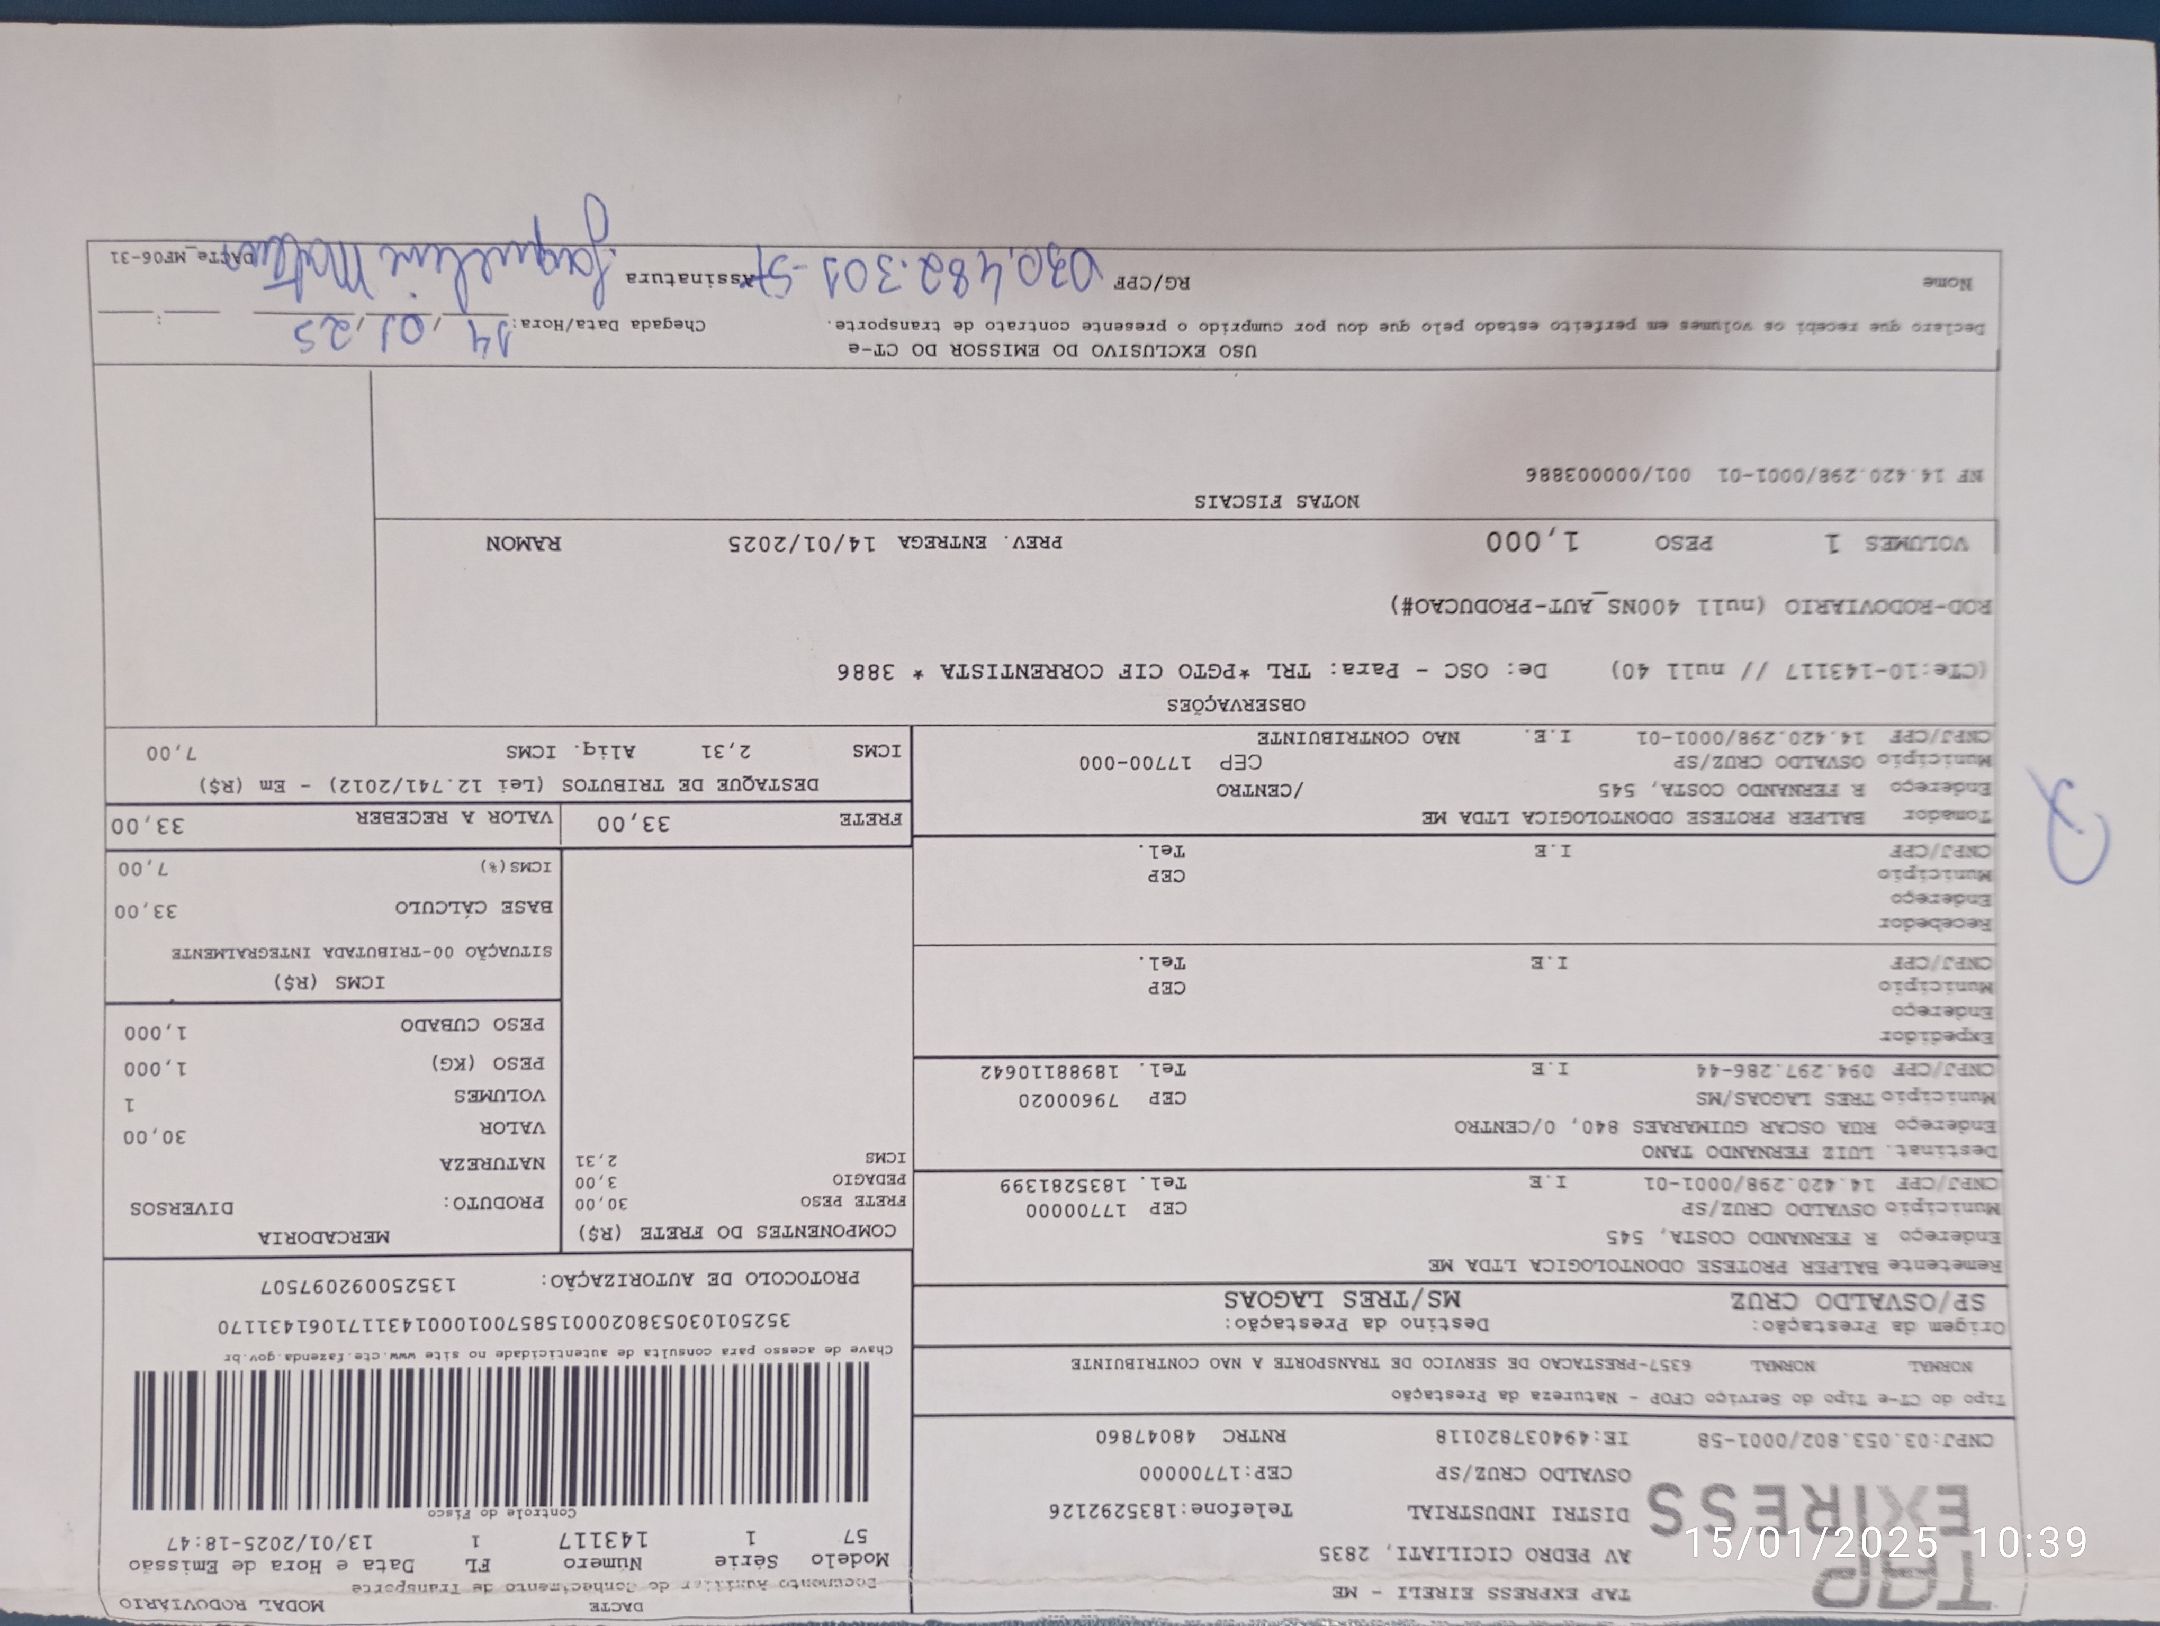 TAP
EXPRESS
TAP EXPRESS EIRELI - ME
AV PEDRO CICILIATI, 2835
DISTRI INDUSTRIAL Telefone:1835292126
OSVALDO CRUZ/SP CEP:17700000
CNPJ:03.053.802/0001-58 IE:494037820118 RNTRC 48047860
DACTE MODAL RODOVIÁRIO
Documento Auxiliar do Conhecimento de Transporte
Modelo Série Número FL Data e Hora de Emissão
57 1 143117 1 13/01/2025-18:47
Controle do Fisco
Chave de acesso para consulta de autenticidade no site www.cte.fazenda.gov.br
35250103053802000158570010001431171061431170
PROTOCOLO DE AUTORIZAÇÃO: 135250092097507
Tipo do CT-e Tipo do Serviço CFOP - Natureza da Prestação
NORMAL NORMAL 6357-PRESTACAO DE SERVICO DE TRANSPORTE A NAO CONTRIBUINTE
Origem da Prestação: Destino da Prestação:
SP/OSVALDO CRUZ MS/TRES LAGOAS
Remetente BALPER PROTESE ODONTOLOGICA LTDA ME
Endereço R FERNANDO COSTA, 545
Município OSVALDO CRUZ/SP CEP 17700000
CNPJ/CPF 14.420.298/0001-01 I.E Tel. 1835281399
Destinat. LUIZ FERNANDO TANO
Endereço RUA OSCAR GUIMARAES 840, 0/CENTRO
Município TRES LAGOAS/MS CEP 79600020
CNPJ/CPF 094.297.286-44 I.E Tel. 18988110642
Expedidor
Endereço
Município CEP
CNPJ/CPF I.E Tel.
Recebedor
Endereço
Município CEP
CNPJ/CPF I.E Tel.
Tomador BALPER PROTESE ODONTOLOGICA LTDA ME
Endereço R FERNANDO COSTA, 545 /CENTRO
Município OSVALDO CRUZ/SP CEP 17700-000
CNPJ/CPF 14.420.298/0001-01 I.E. NAO CONTRIBUINTE
COMPONENTES DO FRETE (R$)
FRETE PESO 30,00
PEDAGIO 3,00
ICMS 2,31
MERCADORIA
PRODUTO: DIVERSOS
NATUREZA
VALOR 30,00
VOLUMES 1
PESO (KG) 1,000
PESO CUBADO 1,000
ICMS (R$)
SITUAÇÃO 00-TRIBUTADA INTEGRALMENTE
BASE CÁLCULO 33,00
ICMS(%) 7,00
FRETE 33,00 VALOR A RECEBER 33,00
DESTAQUE DE TRIBUTOS (Lei 12.741/2012) - Em (R$)
ICMS 2,31 Aliq. ICMS 7,00
OBSERVAÇÕES
(CTe:10-143117 // null 40) De: OSC - Para: TRL *PGTO CIF CORRENTISTA * 3886
ROD-RODOVIARIO (null 400NS_AUT-PRODUCAO#)
VOLUMES 1 PESO 1,000 PREV. ENTREGA 14/01/2025 RAMON
NOTAS FISCAIS
NF 14.420.298/0001-01 001/000003886
USO EXCLUSIVO DO EMISSOR DO CT-e
Declaro que recebi os volumes em perfeito estado pelo que dou por cumprido o presente contrato de transporte. Chegada Data/Hora: 14/01/25 :
Nome RG/CPF 030.482.301-57 Assinatura Jaqueline DACTe_MF06-31
15/01/2025 10:39